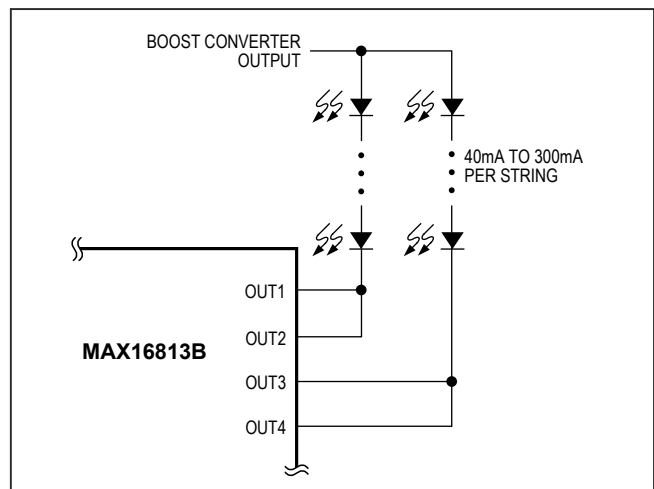 BOOST CONVERTER
OUTPUT
40mA TO 300mA
PER STRING
OUT1
OUT2
MAX16813B
OUT3
OUT4